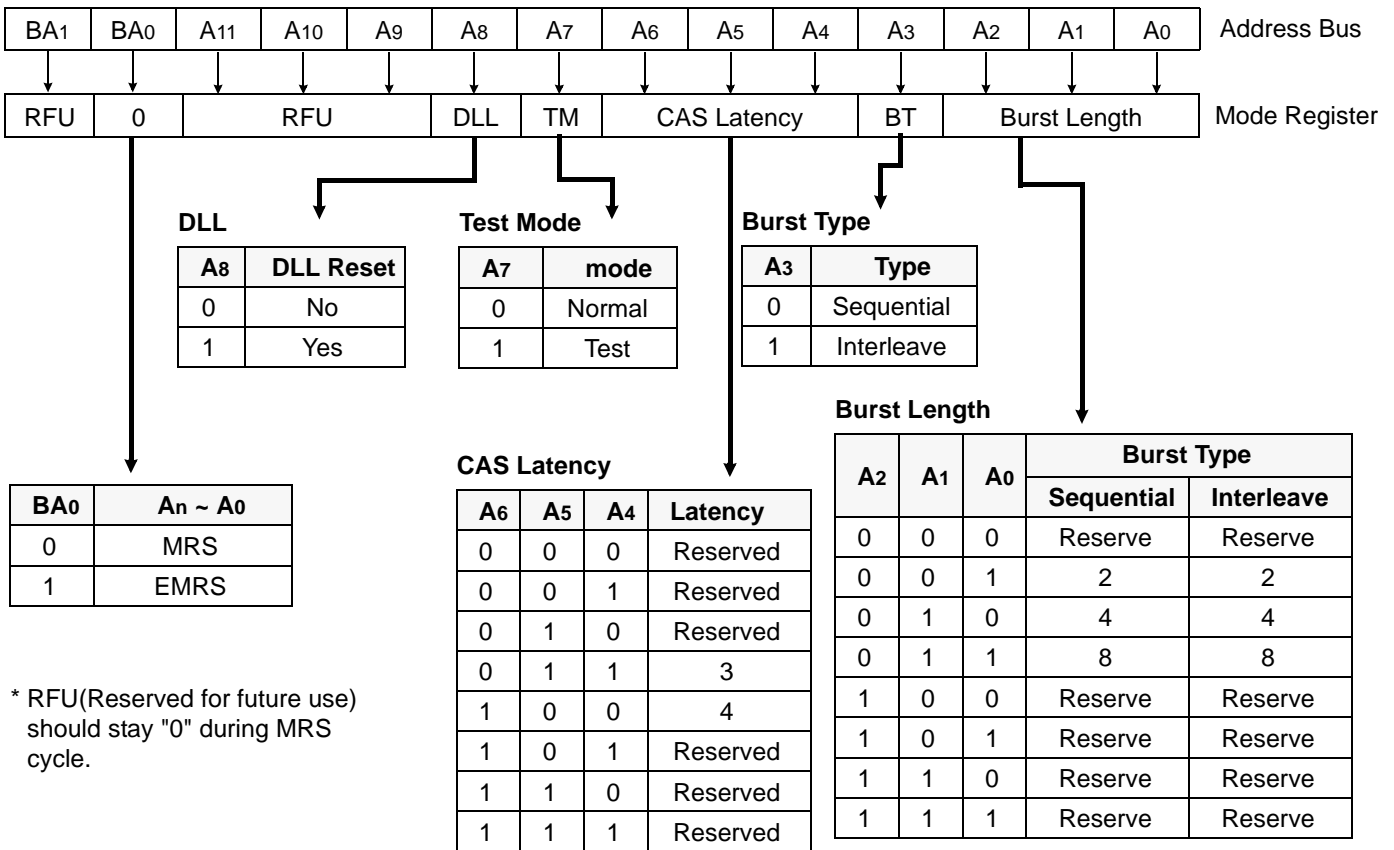 BA1 BA0 A11 A10 A9 A8 A7 A6 A5 A4 A3 A2 A1 A0 Address Bus
RFU 0 RFU DLL TM CAS Latency BT Burst Length Mode Register
DLL
A8 DLL Reset
0 No
1 Yes
Test Mode
A7 mode
0 Normal
1 Test
Burst Type
A3 Type
0 Sequential
1 Interleave
BA0 An ~ A0
0 MRS
1 EMRS
* RFU(Reserved for future use)
should stay "0" during MRS
cycle.
CAS Latency
A6 A5 A4 Latency
0 0 0 Reserved
0 0 1 Reserved
0 1 0 Reserved
0 1 1 3
1 0 0 4
1 0 1 Reserved
1 1 0 Reserved
1 1 1 Reserved
Burst Length
A2 A1 A0 Burst Type
Sequential Interleave
0 0 0 Reserve Reserve
0 0 1 2 2
0 1 0 4 4
0 1 1 8 8
1 0 0 Reserve Reserve
1 0 1 Reserve Reserve
1 1 0 Reserve Reserve
1 1 1 Reserve Reserve